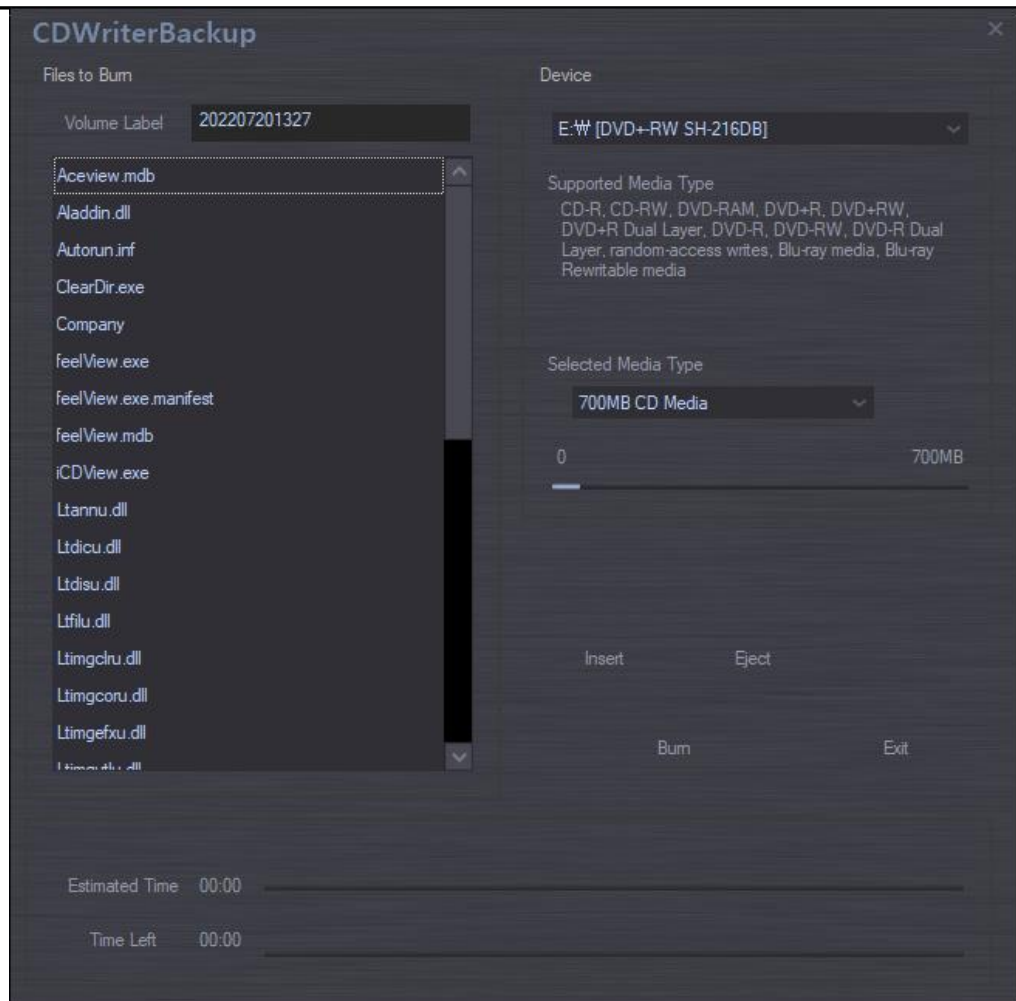 CDWriterBackup
Files to Burn
Volume Label 202207201327
Aceview.mdb
Aladdin.dll
Autorun.inf
ClearDir.exe
Company
feelView.exe
feelView.exe.manifest
feelView.mdb
iCDView.exe
Ltannu.dll
Ltdicu.dll
Ltdisu.dll
Ltfilu.dll
Ltimgclru.dll
Ltimgcoru.dll
Ltimgefxu.dll
Device
E:₩ [DVD+-RW SH-216DB]
Supported Media Type
CD-R, CD-RW, DVD-RAM, DVD+R, DVD+RW,
DVD+R Dual Layer, DVD-R, DVD-RW, DVD-R Dual
Layer, random-access writes, Blu-ray media, Blu-ray
Rewritable media
Selected Media Type
700MB CD Media
0 700MB
Insert Eject
Burn Exit
Estimated Time 00:00
Time Left 00:00